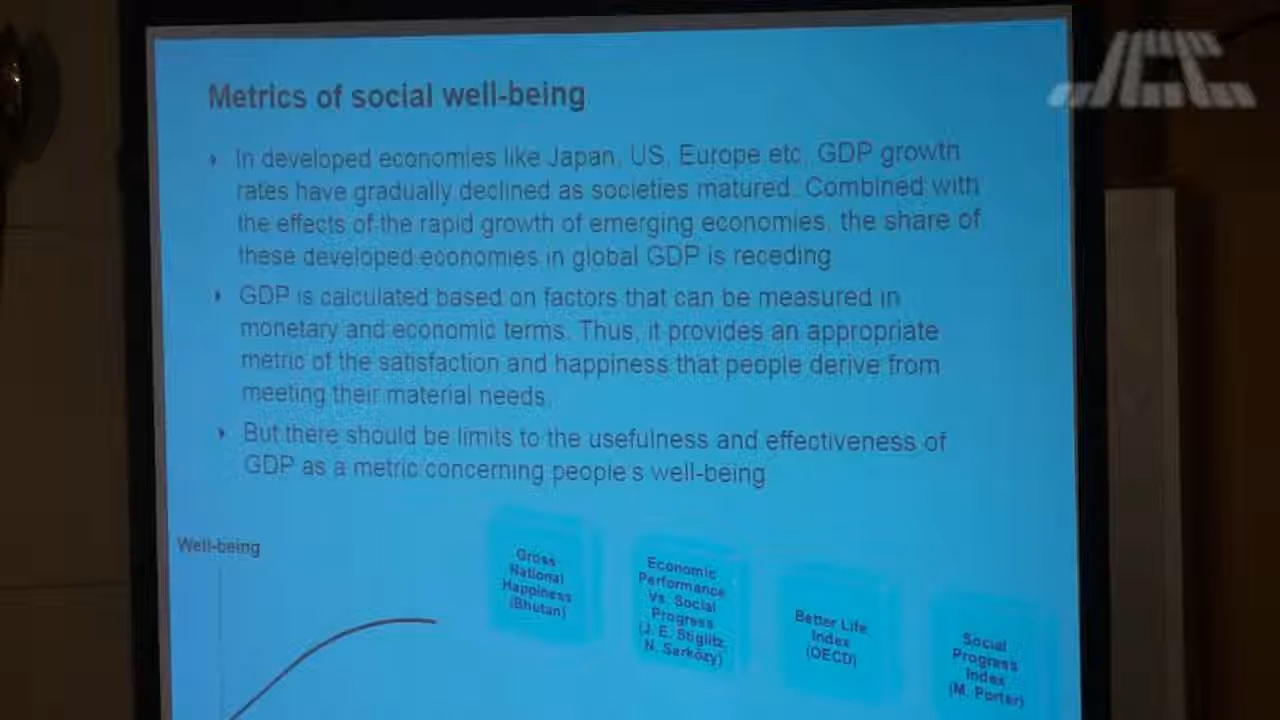 Metrics of social well-being
In developed economies like Japan, US, Europe etc, GDP growth
rates have gradually declined as societies matured. Combined with
the effects of the rapid growth of emerging economies, the share of
these developed economies in global GDP is receding
GDP is calculated based on factors that can be measured in
monetary and economic terms. Thus, it provides an appropriate
metric of the satisfaction and happiness that people derive from
meeting their material needs.
But there should be limits to the usefulness and effectiveness of
GDP as a metric concerning people's well-being
Well-being
Gross
National
Happiness
(Bhutan)
Economic
Performance
Vs. Social
Progress
(J. E. Stiglitz,
N. Sarközy)
Better Life
Index
(OECD)
Social
Progress
Index
(M. Porter)